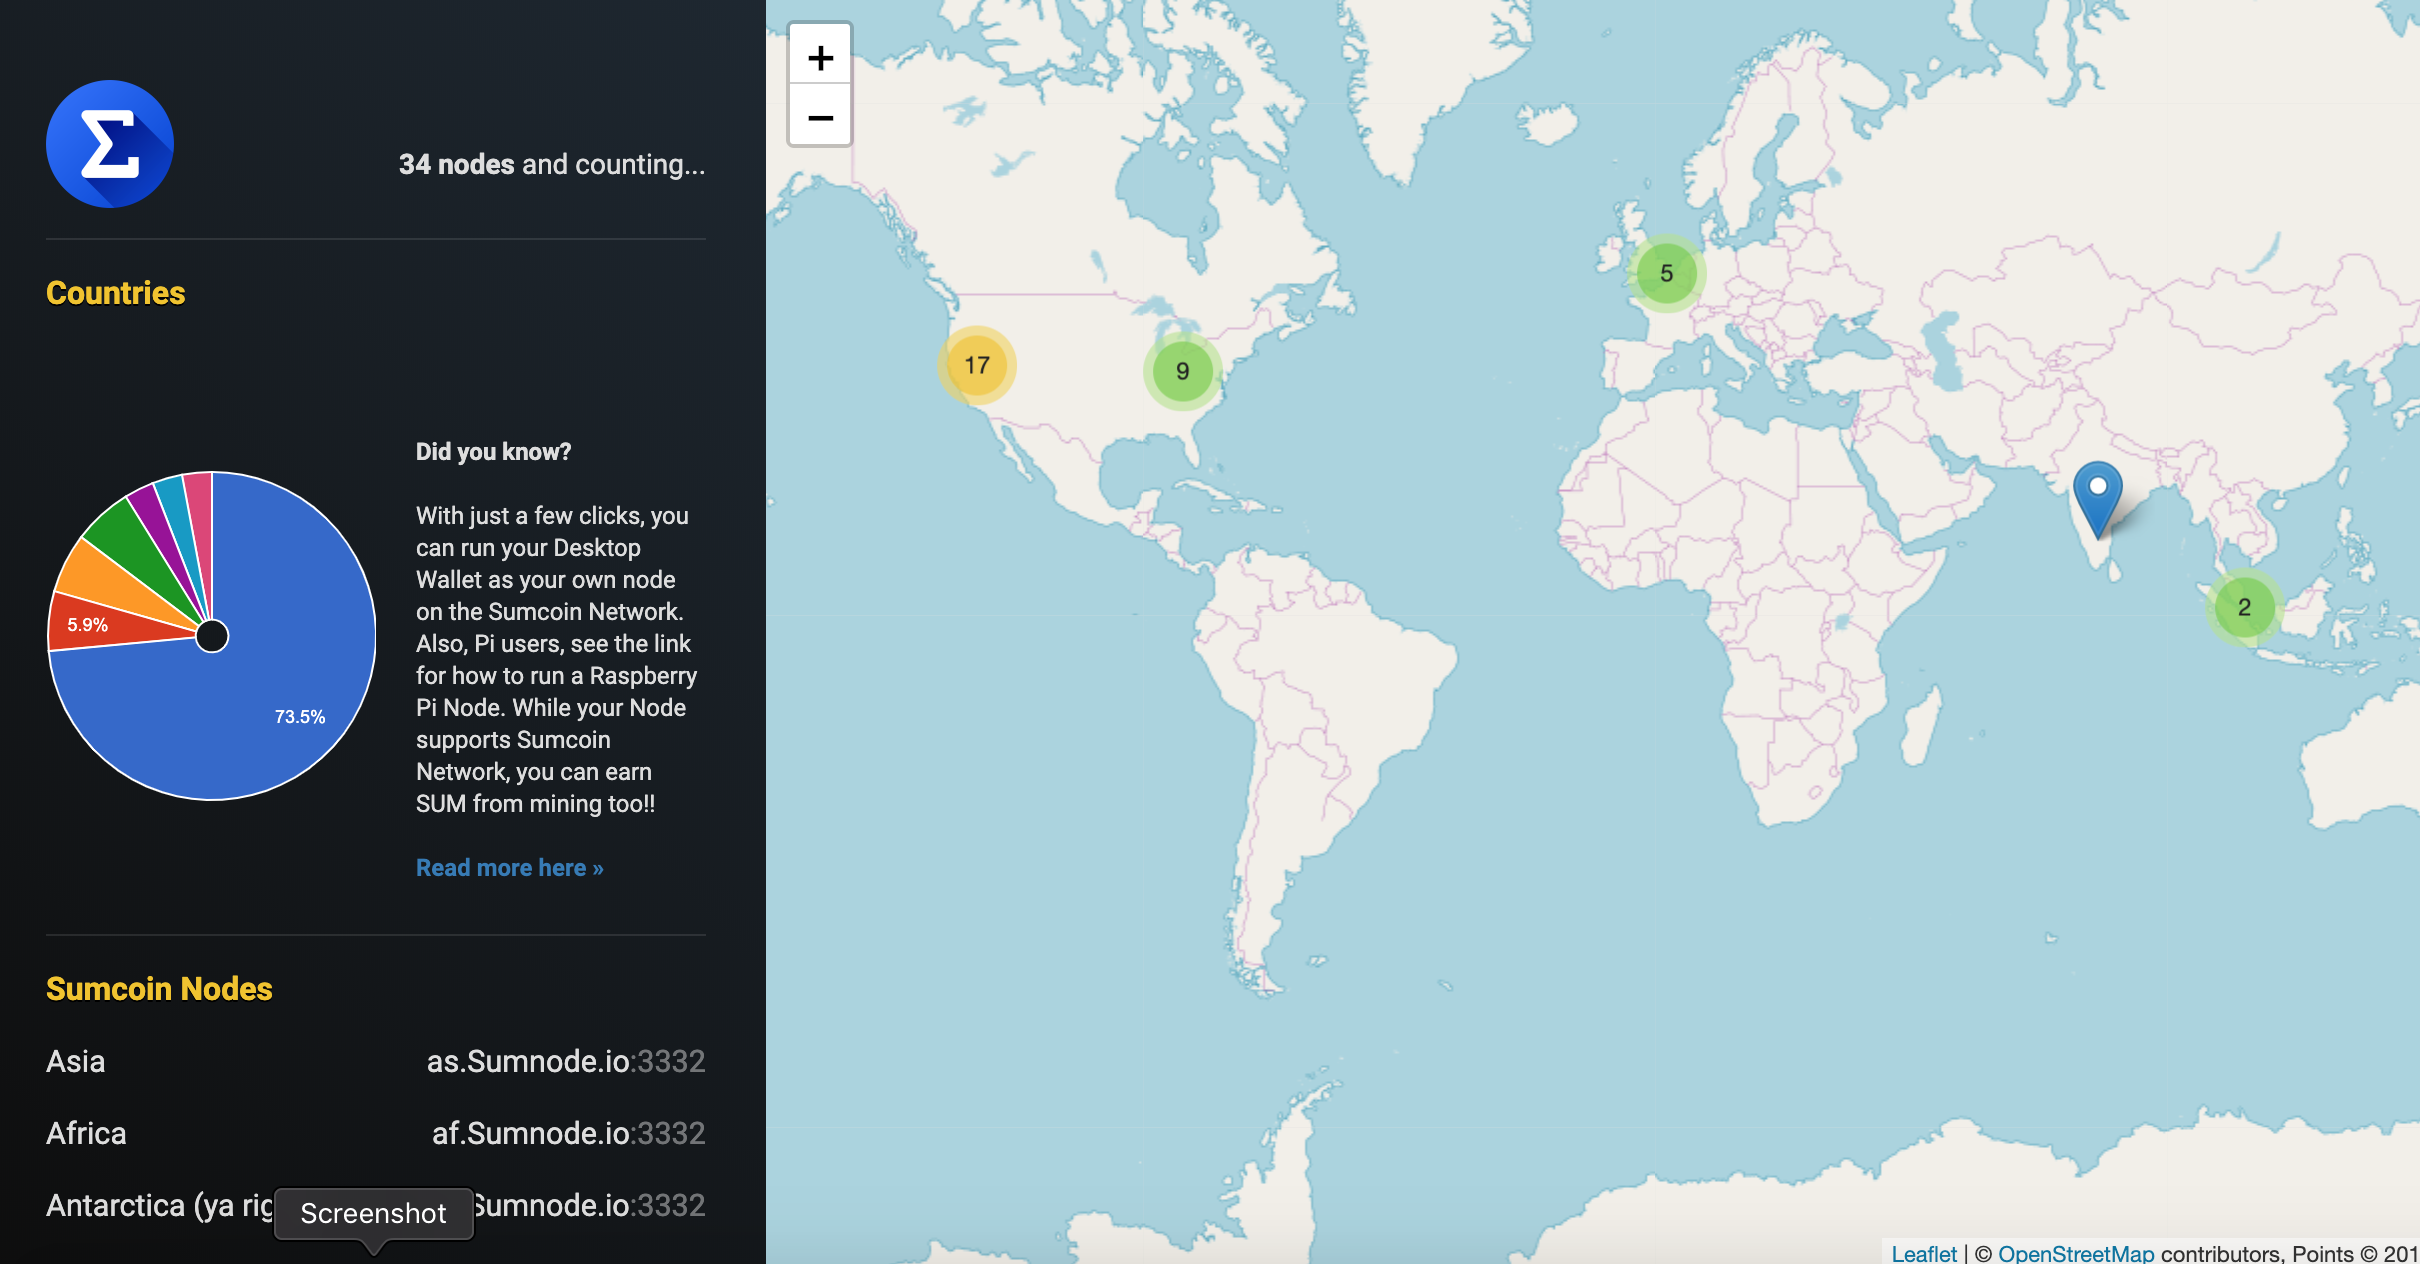 Σ
34 nodes and counting...
Countries
5.9%
73.5%
Did you know?
With just a few clicks, you
can run your Desktop
Wallet as your own node
on the Sumcoin Network.
Also, Pi users, see the link
for how to run a Raspberry
Pi Node. While your Node
supports Sumcoin
Network, you can earn
SUM from mining too!!
Read more here »
Sumcoin Nodes
Asia as.Sumnode.io:3332
Africa af.Sumnode.io:3332
Antarctica (ya Sumnode.io:3332
Screenshot
+
−
17
9
5
2
Leaflet | © OpenStreetMap contributors, Points ©